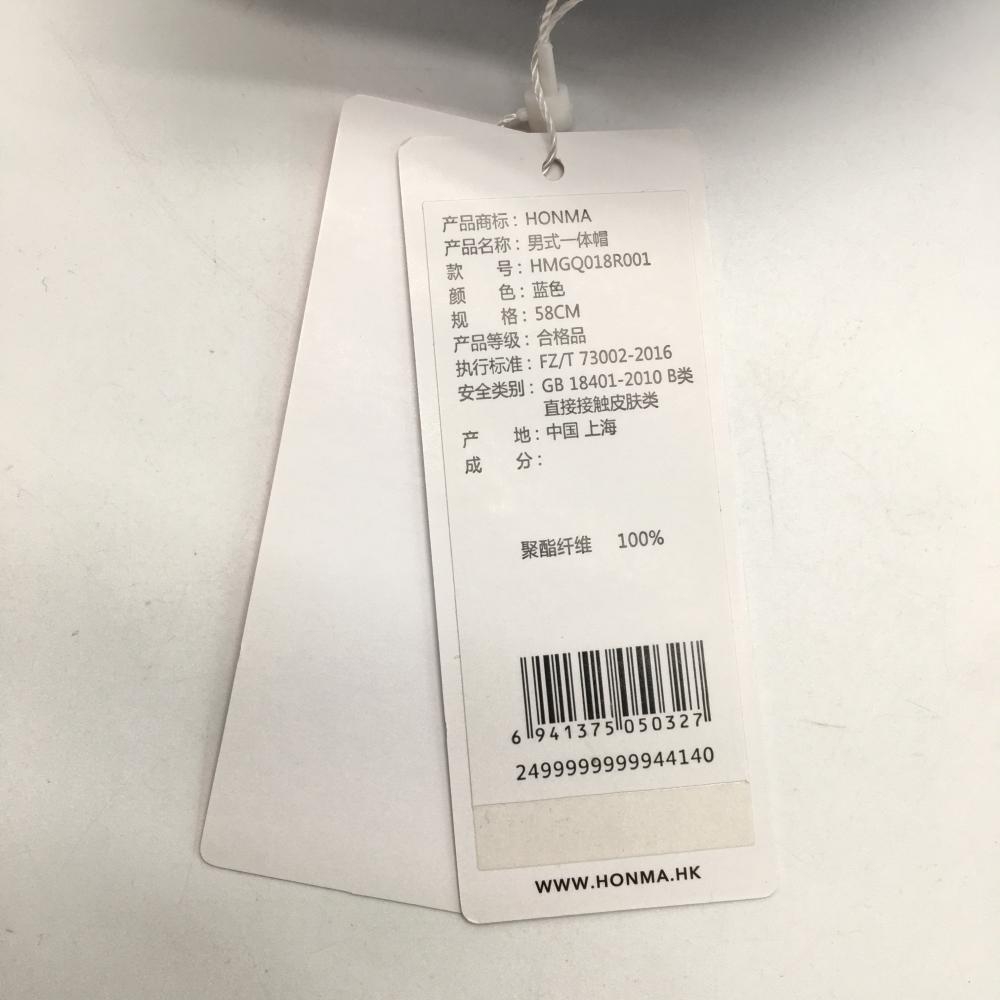 产品商标：HONMA
产品名称：男式一体帽
款 号：HMGQ018R001
颜 色：蓝色
规 格：58CM
产品等级：合格品
执行标准：FZ/T 73002-2016
安全类别：GB 18401-2010 B类
直接接触皮肤类
产 地：中国 上海
成 分：
聚酯纤维 100%
6 941375 050327
2499999999944140
WWW.HONMA.HK